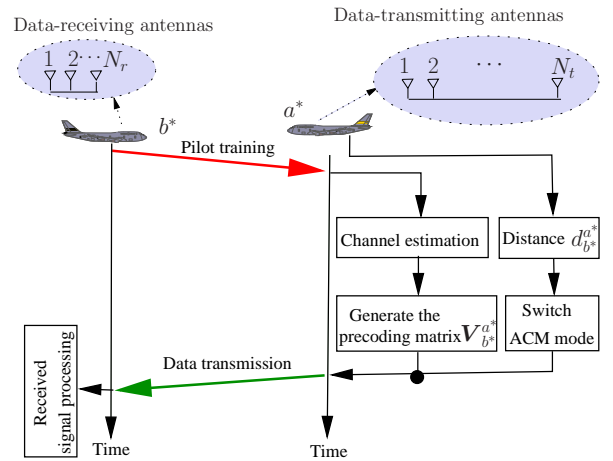 Data-receiving antennas
1 2 ⋯ N_r
Data-transmitting antennas
1 2 ⋯ N_t
b*
a*
Pilot training
Channel estimation
Distance d_{b*}^{a*}
Generate the
precoding matrix V_{b*}^{a*}
Switch
ACM mode
Data transmission
Received
signal processing
Time
Time